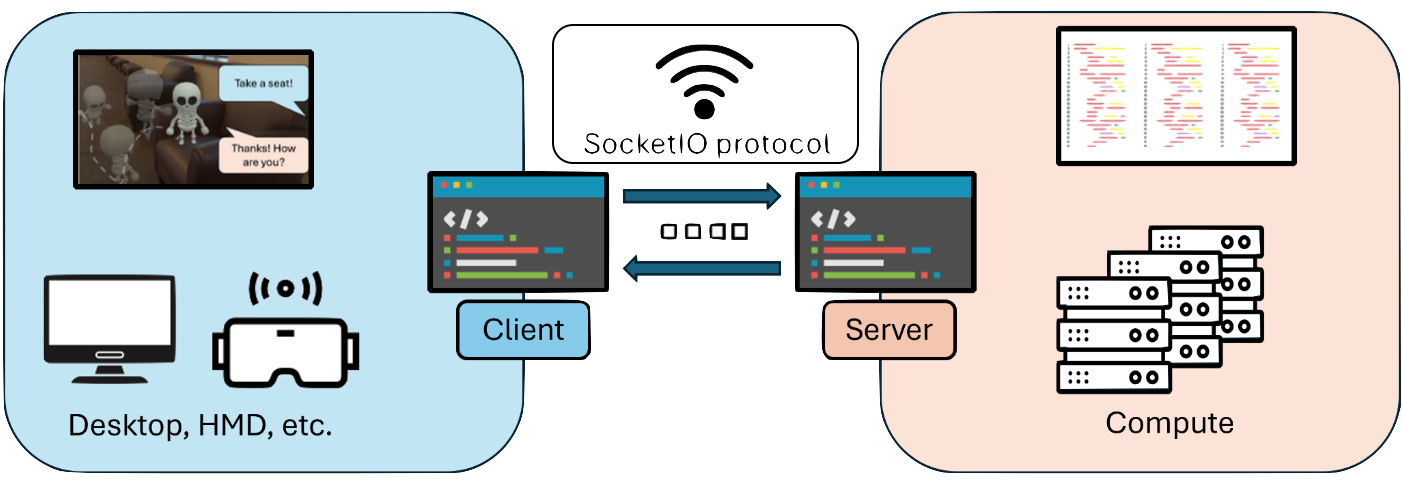 Take a seat!
Thanks! How
are you?
SocketIO protocol
</>
</>
Client
Server
Desktop, HMD, etc.
Compute